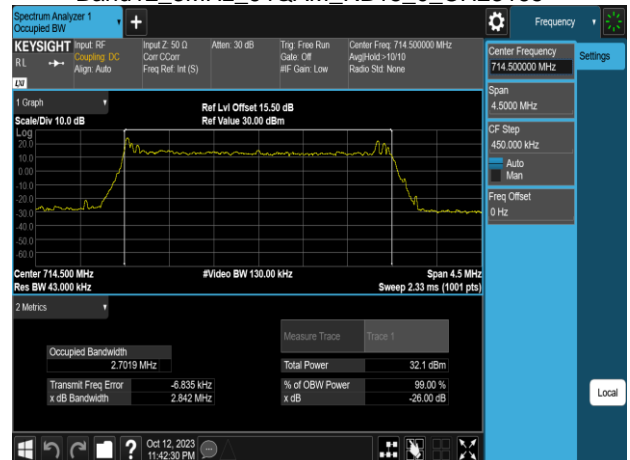 Spectrum Analyzer 1
Occupied BW
Frequency
KEYSIGHT
Input: RF
Coupling: DC
Align: Auto
Input Z: 50 Ω
Corr CCorr
Freq Ref: Int (S)
Atten: 30 dB
Trig: Free Run
Gate: Off
#IF Gain: Low
Center Freq: 714.500000 MHz
Avg|Hold:>10/10
Radio Std: None
RL
LXI
Center Frequency
714.500000 MHz
Settings
Span
4.5000 MHz
CF Step
450.000 kHz
Auto
Man
Freq Offset
0 Hz
1 Graph
Scale/Div 10.0 dB
Ref Lvl Offset 15.50 dB
Ref Value 30.00 dBm
Log
20.0
10.0
0.00
-10.0
-20.0
-30.0
-40.0
-50.0
-60.0
Center 714.500 MHz
#Video BW 130.00 kHz
Span 4.5 MHz
Res BW 43.000 kHz
Sweep 2.33 ms (1001 pts)
2 Metrics
Measure Trace
Trace 1
Occupied Bandwidth
2.7019 MHz
Total Power
32.1 dBm
Transmit Freq Error
-6.835 kHz
% of OBW Power
99.00 %
x dB Bandwidth
2.842 MHz
x dB
-26.00 dB
Local
Oct 12, 2023
11:42:30 PM